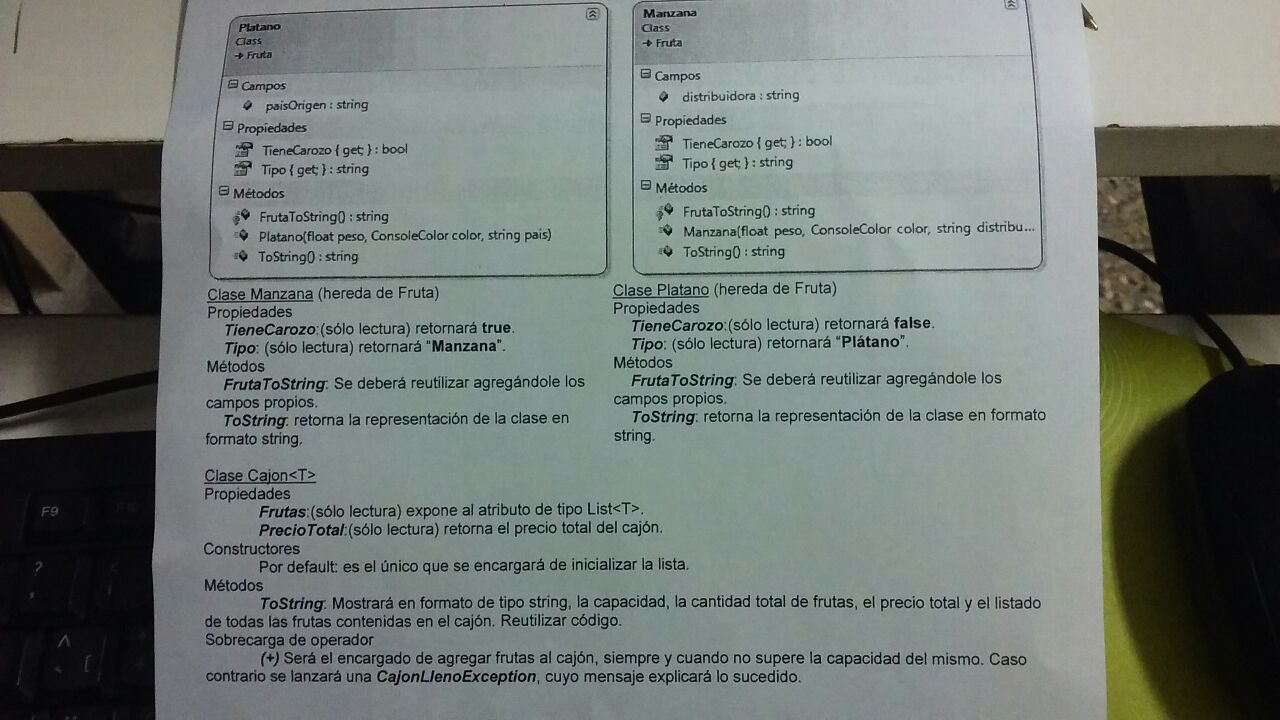 Platano
Class
→ Fruta
Campos
paisOrigen : string
Propiedades
TieneCarozo { get; } : bool
Tipo { get; } : string
Métodos
FrutaToString() : string
Platano(float peso, ConsoleColor color, string pais)
ToString() : string
Manzana
Class
→ Fruta
Campos
distribuidora : string
Propiedades
TieneCarozo { get; } : bool
Tipo { get; } : string
Métodos
FrutaToString() : string
Manzana(float peso, ConsoleColor color, string distribu...
ToString() : string
Clase Manzana (hereda de Fruta)
Propiedades
TieneCarozo:(sólo lectura) retornará true.
Tipo: (sólo lectura) retornará “Manzana”.
Métodos
FrutaToString: Se deberá reutilizar agregándole los
campos propios.
ToString: retorna la representación de la clase en
formato string.
Clase Platano (hereda de Fruta)
Propiedades
TieneCarozo:(sólo lectura) retornará false.
Tipo: (sólo lectura) retornará “Plátano”.
Métodos
FrutaToString: Se deberá reutilizar agregándole los
campos propios.
ToString: retorna la representación de la clase en formato
string.
Clase Cajon<T>
Propiedades
Frutas:(sólo lectura) expone al atributo de tipo List<T>.
PrecioTotal:(sólo lectura) retorna el precio total del cajón.
Constructores
Por default: es el único que se encargará de inicializar la lista.
Métodos
ToString: Mostrará en formato de tipo string, la capacidad, la cantidad total de frutas, el precio total y el listado
de todas las frutas contenidas en el cajón. Reutilizar código.
Sobrecarga de operador
(+) Será el encargado de agregar frutas al cajón, siempre y cuando no supere la capacidad del mismo. Caso
contrario se lanzará una CajonLlenoException, cuyo mensaje explicará lo sucedido.
F9
F10
?
^
[